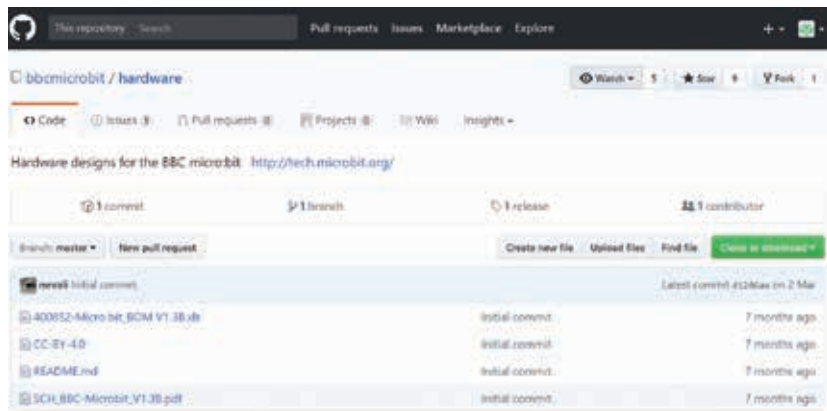 This repository Search Pull requests Issues Marketplace Explore
bbcmicrobit / hardware Watch 5 Star 9 Fork 1
Code Issues Pull requests Projects Wiki Insights
Hardware designs for the BBC micro:bit http://tech.microbit.org/
1 commit 1 branch 1 release 1 contributor
Branch: master New pull request Create new file Upload files Find file Clone or download
Initial commit Latest commit on 2 Mar
400852-Micro bit_BOM V1.3B.xls Initial commit 7 months ago
CC-BY-4.0 Initial commit 7 months ago
README.md Initial commit 7 months ago
SCH_BBC-Microbit_V1.3B.pdf Initial commit 7 months ago